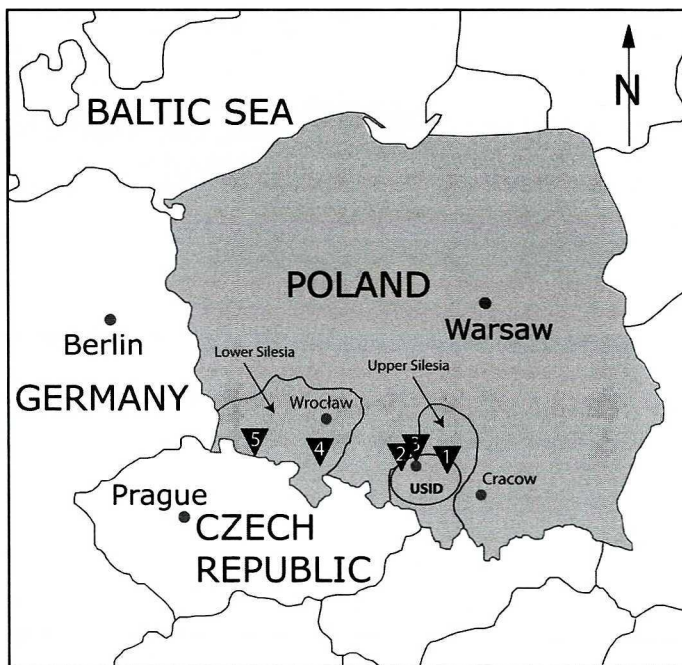 BALTIC SEA
N
POLAND
Warsaw
Berlin
GERMANY
Lower Silesia
Upper Silesia
Wrocław
5
4
3
2
1
USID
Cracow
Prague
CZECH
REPUBLIC